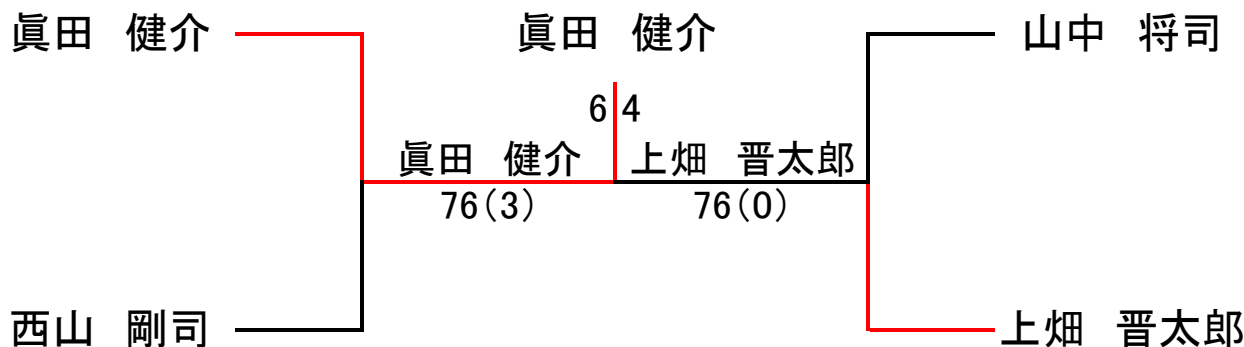 眞田　健介　眞田　健介　山中　将司
6 4
眞田　健介　上畑　晋太郎
76(3)　76(0)
西山　剛司　上畑　晋太郎